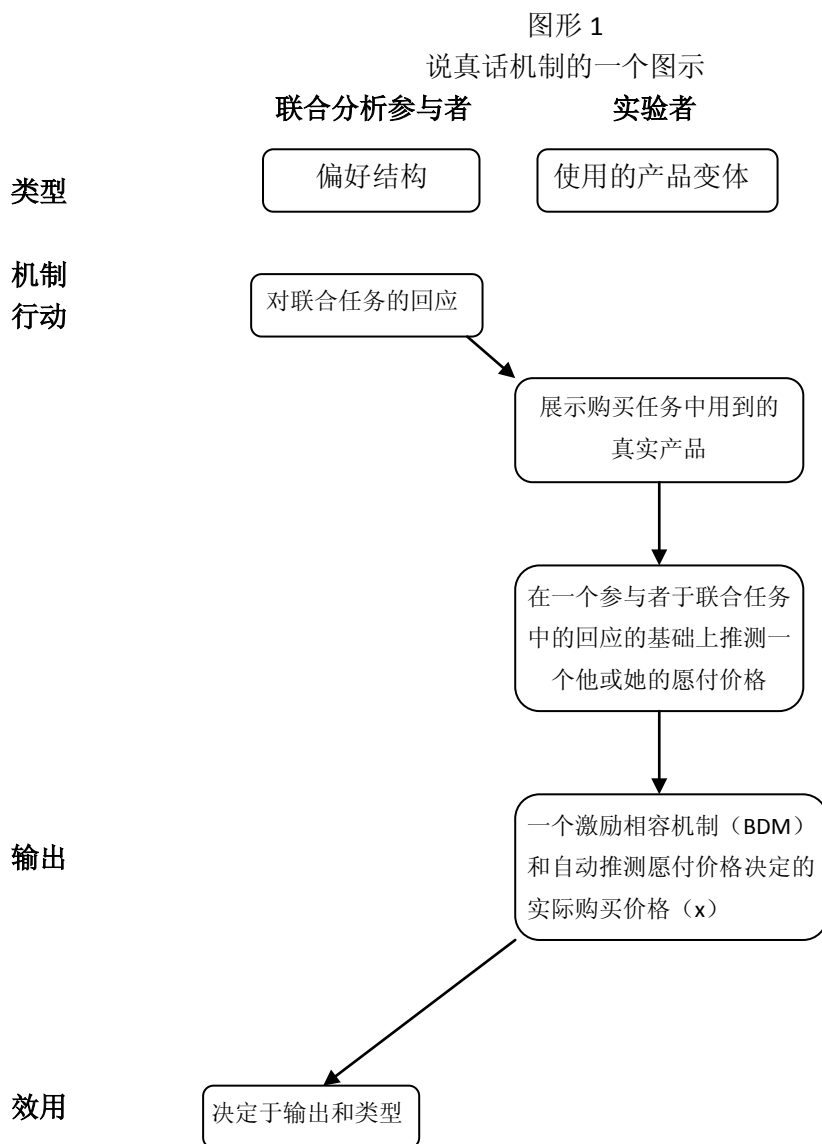 图形 1
说真话机制的一个图示
联合分析参与者 实验者
类型
偏好结构
使用的产品变体
机制
行动
对联合任务的回应
展示购买任务中用到的
真实产品
在一个参与者于联合任务
中的回应的基础上推测一
个他或她的愿付价格
输出
一个激励相容机制（BDM）
和自动推测愿付价格决定的
实际购买价格（x）
效用
决定于输出和类型